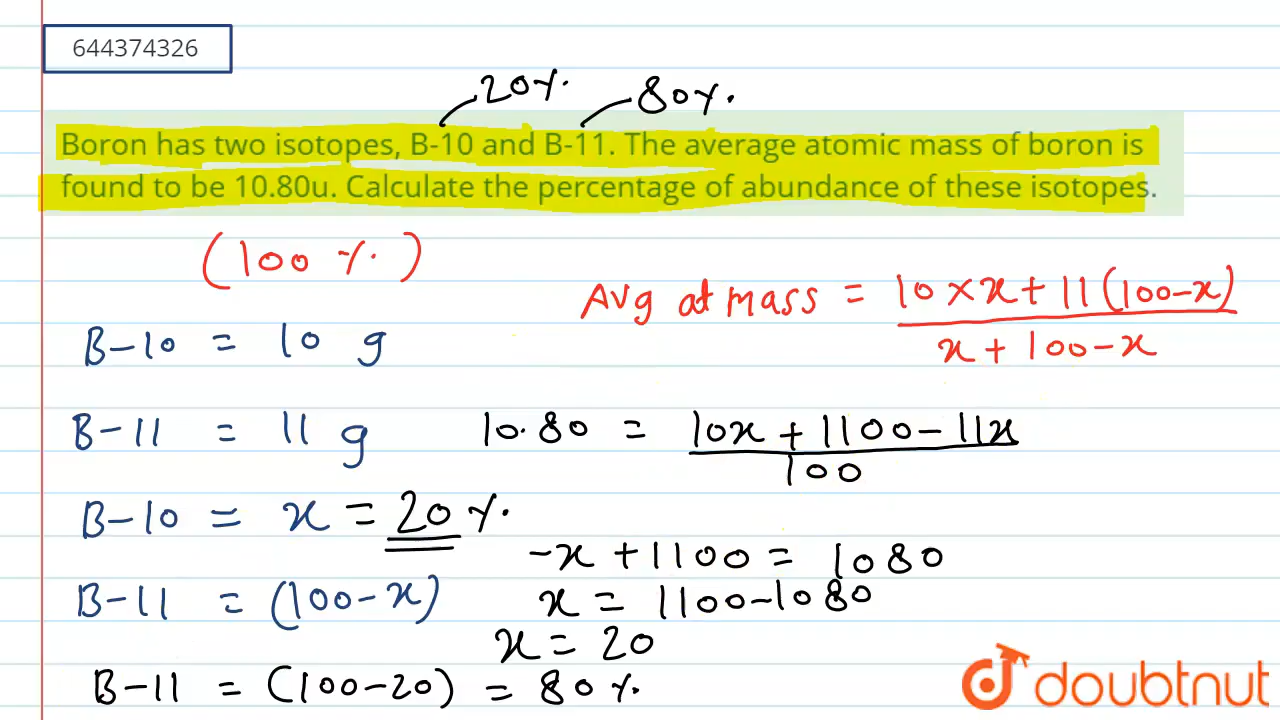 644374326
20% 80%
Boron has two isotopes, B-10 and B-11. The average atomic mass of boron is
found to be 10.80u. Calculate the percentage of abundance of these isotopes.
(100 %)
Avg at mass = 10 × x + 11 (100-x)
x + 100 - x
B-10 = 10 g
B-11 = 11 g
10.80 = 10x + 1100 - 11x
100
B-10 = x = 20 %
-x + 1100 = 1080
B-11 = (100-x)
x = 1100-1080
x = 20
B-11 = (100-20) = 80 %
doubtnut